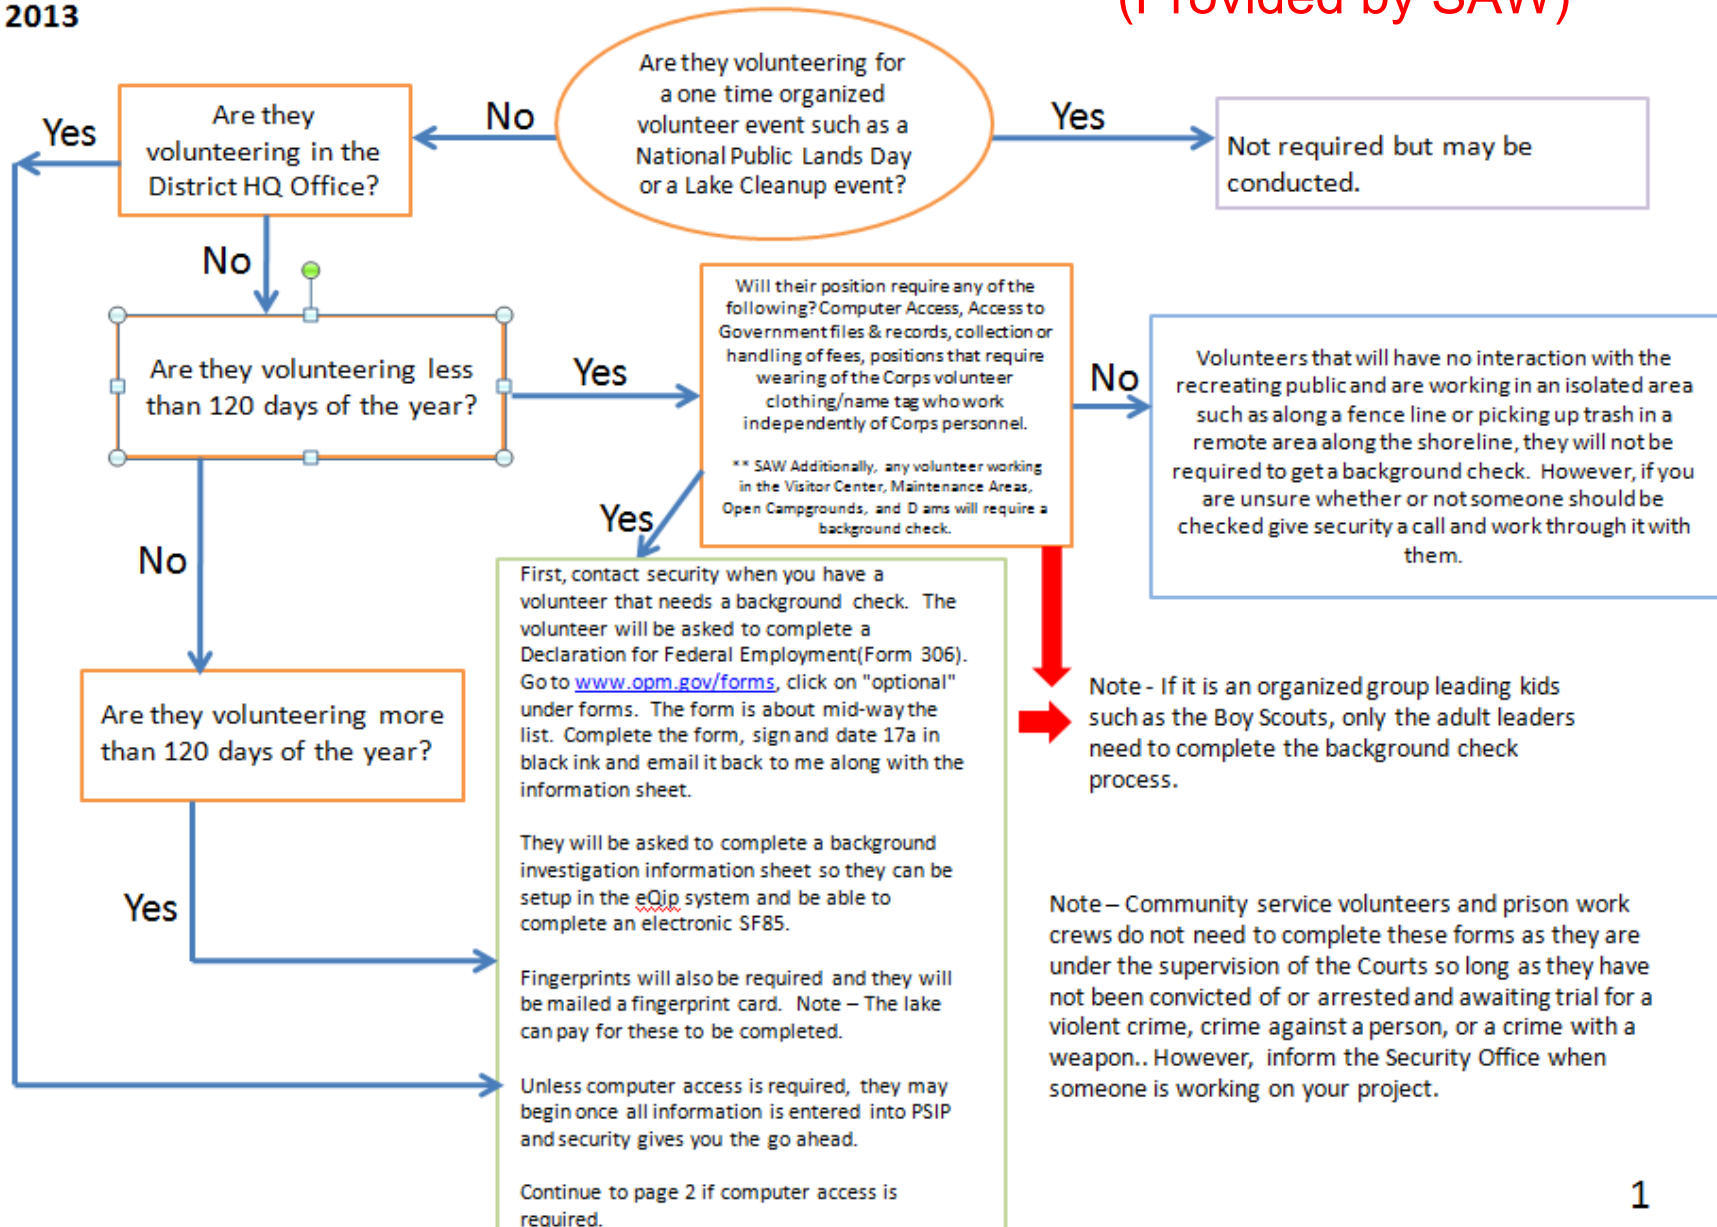 (Provided by SAW)
2013
Are they volunteering for
a one time organized
volunteer event such as a
National Public Lands Day
or a Lake Cleanup event?
No
Yes
Not required but may be
conducted.
Are they
volunteering in the
District HQ Office?
Yes
No
Are they volunteering less
than 120 days of the year?
Yes
Will their position require any of the
following? Computer Access, Access to
Government files & records, collection or
handling of fees, positions that require
wearing of the Corps volunteer
clothing/name tag who work
independently of Corps personnel.
** SAW Additionally, any volunteer working
in the Visitor Center, Maintenance Areas,
Open Campgrounds, and D ams will require a
background check.
No
Volunteers that will have no interaction with the
recreating public and are working in an isolated area
such as along a fence line or picking up trash in a
remote area along the shoreline, they will not be
required to get a background check. However, if you
are unsure whether or not someone should be
checked give security a call and work through it with
them.
Yes
No
Are they volunteering more
than 120 days of the year?
Yes
First, contact security when you have a
volunteer that needs a background check. The
volunteer will be asked to complete a
Declaration for Federal Employment(Form 306).
Go to www.opm.gov/forms, click on "optional"
under forms. The form is about mid-way the
list. Complete the form, sign and date 17a in
black ink and email it back to me along with the
information sheet.
They will be asked to complete a background
investigation information sheet so they can be
setup in the eQip system and be able to
complete an electronic SF85.
Fingerprints will also be required and they will
be mailed a fingerprint card. Note – The lake
can pay for these to be completed.
Unless computer access is required, they may
begin once all information is entered into PSIP
and security gives you the go ahead.
Continue to page 2 if computer access is
required.
Note - If it is an organized group leading kids
such as the Boy Scouts, only the adult leaders
need to complete the background check
process.
Note – Community service volunteers and prison work
crews do not need to complete these forms as they are
under the supervision of the Courts so long as they have
not been convicted of or arrested and awaiting trial for a
violent crime, crime against a person, or a crime with a
weapon.. However, inform the Security Office when
someone is working on your project.
1